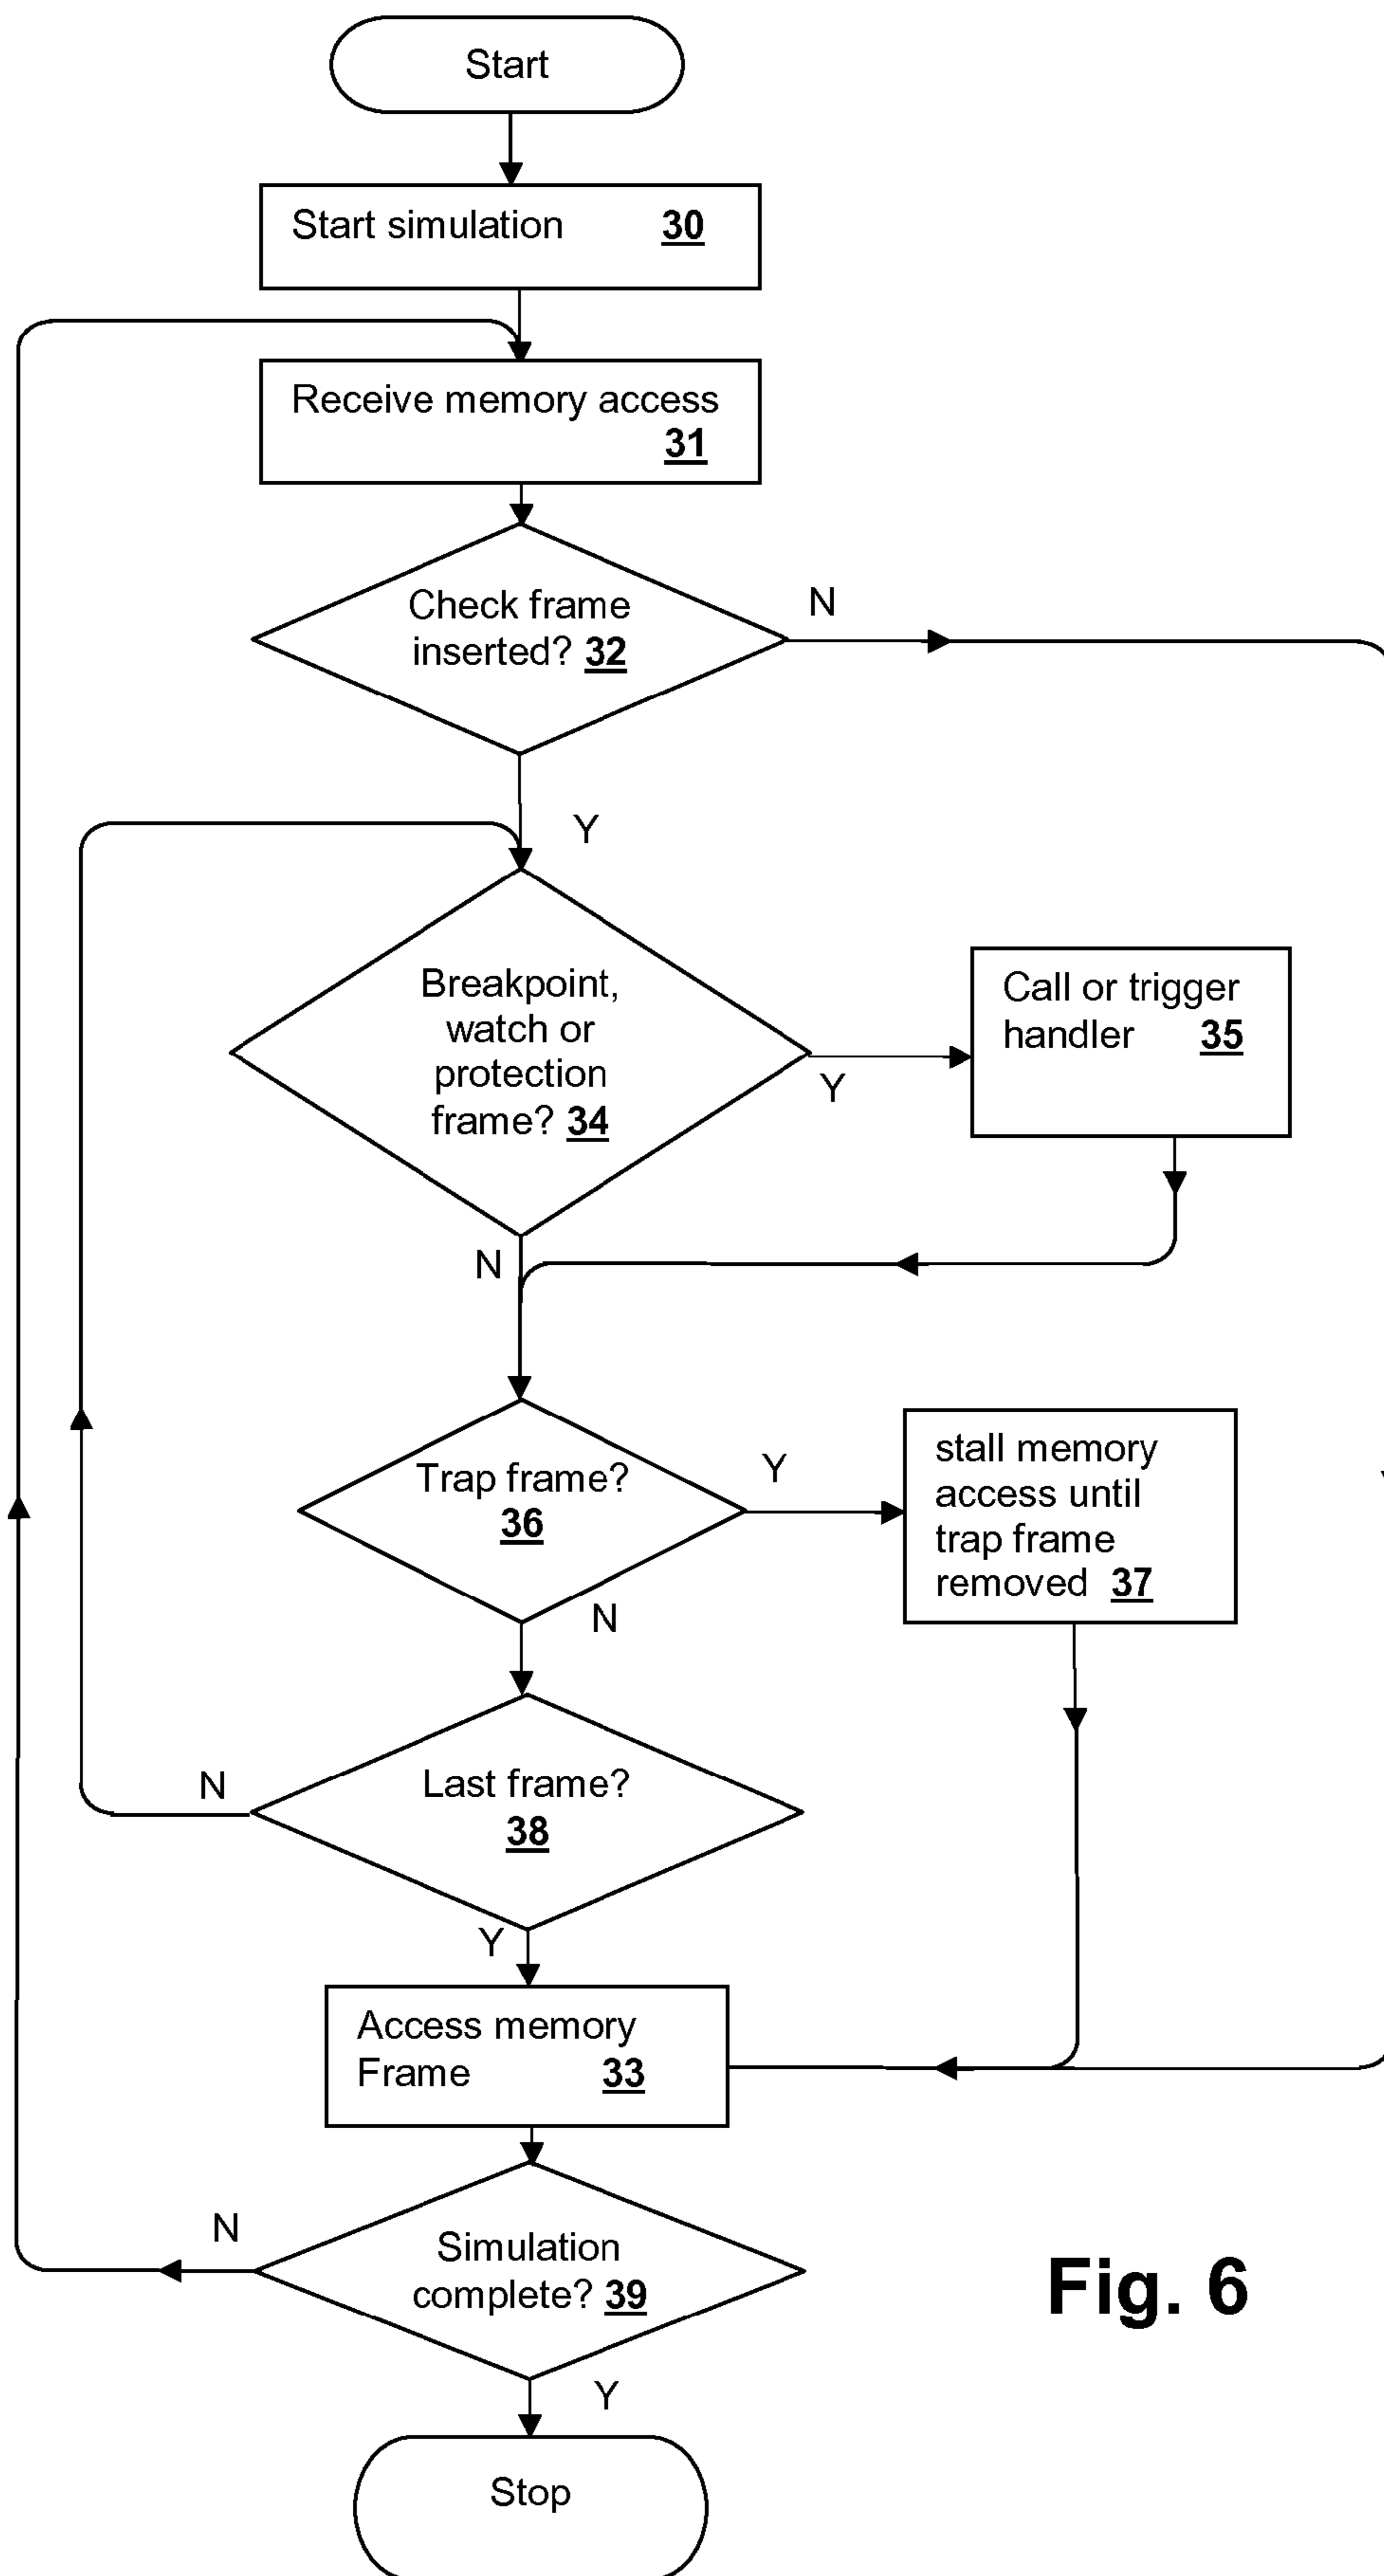 Start
Start simulation 30
Receive memory access
31
Check frame
inserted? 32
N
Y
Breakpoint,
watch or
protection
frame? 34
Y
Call or trigger
handler 35
N
Trap frame?
36
Y
stall memory
access until
trap frame
removed 37
N
Last frame?
38
N
Y
Access memory
Frame 33
Simulation
complete? 39
N
Y
Stop
Fig. 6